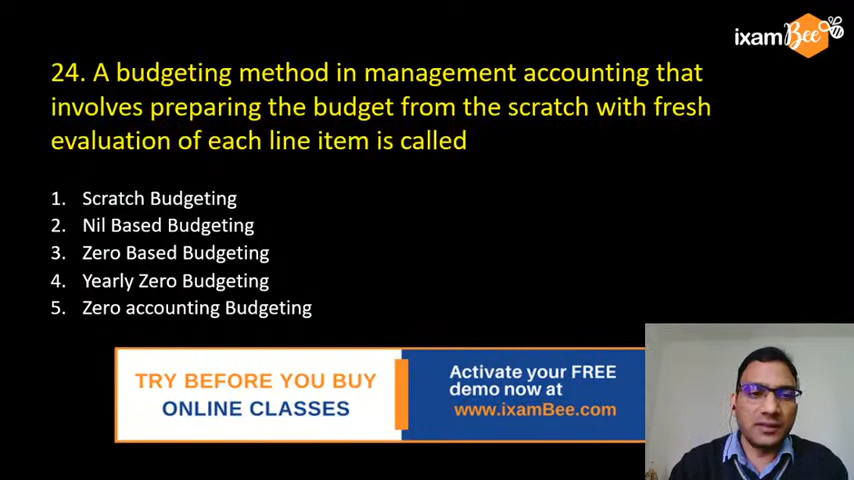 ixamBee
24. A budgeting method in management accounting that
involves preparing the budget from the scratch with fresh
evaluation of each line item is called
1. Scratch Budgeting
2. Nil Based Budgeting
3. Zero Based Budgeting
4. Yearly Zero Budgeting
5. Zero accounting Budgeting
TRY BEFORE YOU BUY
ONLINE CLASSES
Activate your FREE
demo now at
www.ixamBee.com